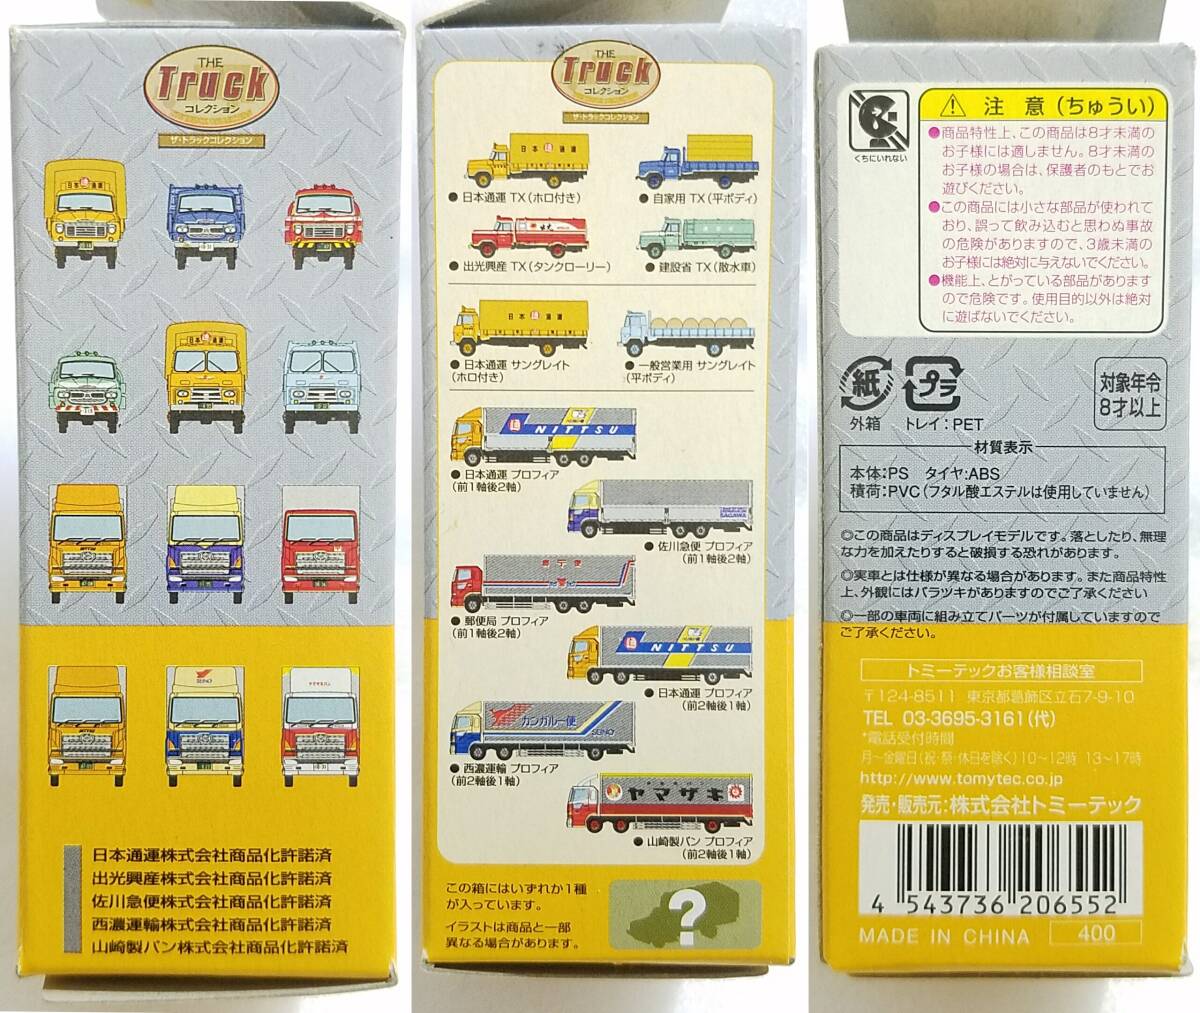 THE
Truck
コレクション
ザ・トラックコレクション
日本通運株式会社商品化許諾済
出光興産株式会社商品化許諾済
佐川急便株式会社商品化許諾済
西濃運輸株式会社商品化許諾済
山崎製パン株式会社商品化許諾済
THE
Truck
コレクション
ザ・トラックコレクション
● 日本通運 TX(ホロ付き)
● 自家用 TX(平ボディ)
● 出光興産 TX(タンクローリー)
● 建設省 TX(散水車)
● 日本通運 サングレイト
(ホロ付き)
● 一般営業用 サングレイト
(平ボディ)
NITTSU
● 日本通運 プロフィア
(前1軸後2軸)
SAGAWA
● 佐川急便 プロフィア
(前1軸後2軸)
● 郵便局 プロフィア
(前1軸後2軸)
NITTSU
● 日本通運 プロフィア
(前2軸後1軸)
カンガルー便
SEINO
● 西濃運輸 プロフィア
(前2軸後1軸)
ヤマザキ
● 山崎製パン プロフィア
(前2軸後1軸)
この箱にはいずれか1種
が入っています。
イラストは商品と一部
異なる場合があります。
?
くちにいれない
注 意(ちゅうい)
●商品特性上、この商品は8才未満の
お子様には適しません。8才未満の
お子様の場合は、保護者のもとでお
遊びください。
●この商品には小さな部品が使われて
おり、誤って飲み込むと思わぬ事故
の危険がありますので、3歳未満の
お子様には絶対に与えないでください。
●機能上、とがっている部品があります
ので危険です。使用目的以外は絶対
に遊ばないでください。
紙
外箱
プラ
トレイ:PET
対象年令
8才以上
材質表示
本体:PS タイヤ:ABS
積荷:PVC(フタル酸エステルは使用していません)
◎この商品はディスプレイモデルです。落としたり、無理
な力を加えたりすると破損する恐れがあります。
◎実車とは仕様が異なる場合があります。また商品特性
上、外観にはバラツキがありますのでご了承ください
◎一部の車両に組み立てパーツが付属していますので
ご了承ください。
トミーテックお客様相談室
〒124-8511 東京都葛飾区立石7-9-10
TEL 03-3695-3161(代)
*電話受付時間
月〜金曜日(祝・祭・休日を除く)10〜12時 13〜17時
http://www.tomytec.co.jp
発売・販売元:株式会社トミーテック
4 543736 206552
MADE IN CHINA 400